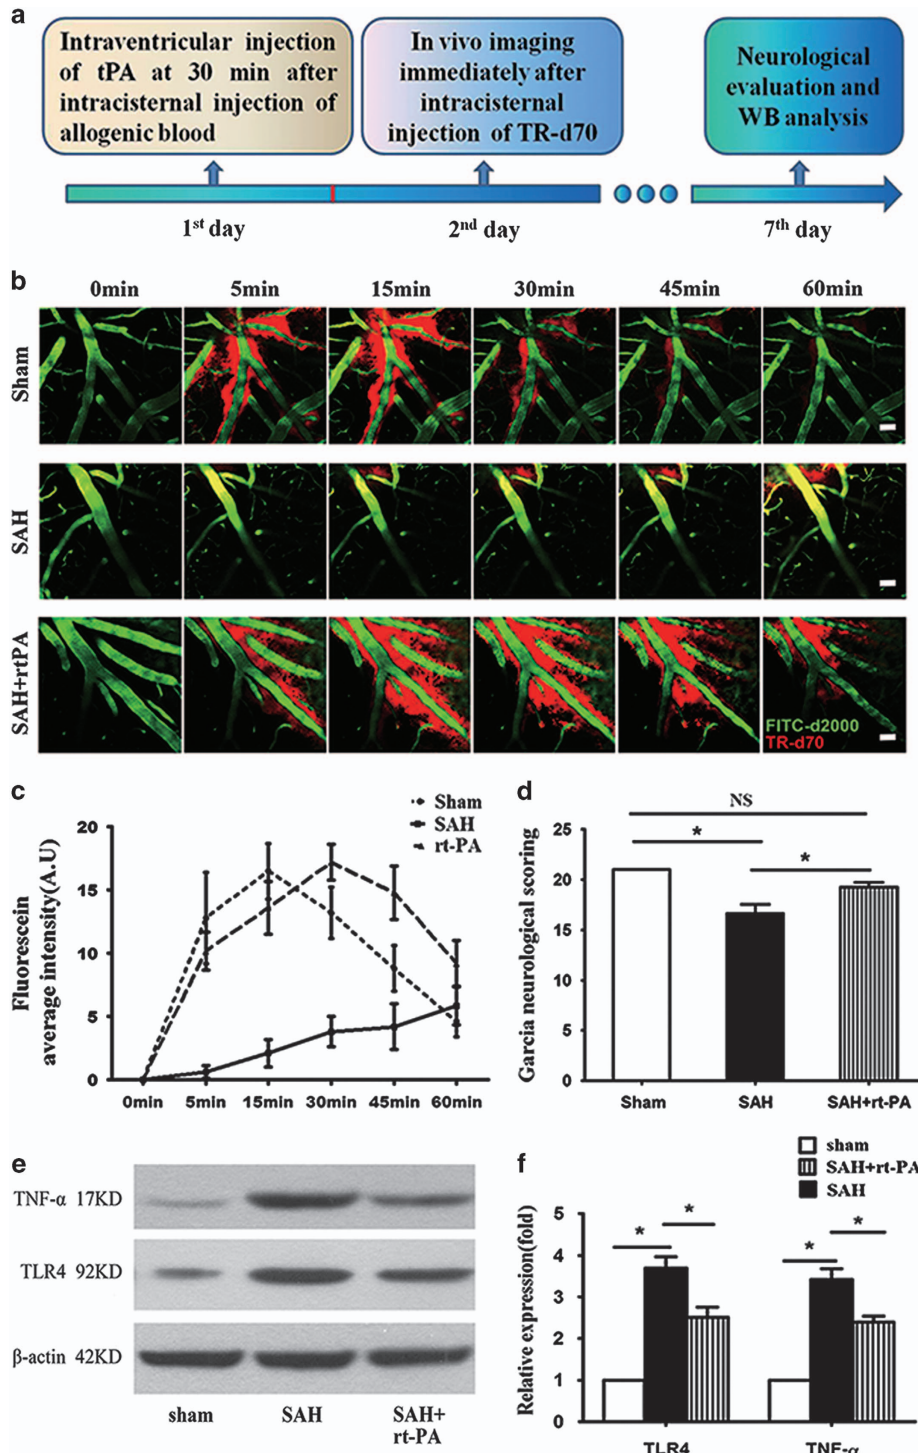 a
Intraventricular injection
of tPA at 30 min after
intracisternal injection of
allogenic blood
In vivo imaging
immediately after
intracisternal
injection of TR-d70
Neurological
evaluation and
WB analysis
1st day
2nd day
7th day
b
0min 5min 15min 30min 45min 60min
Sham
SAH
SAH+rtPA
FITC-d2000
TR-d70
c
Sham
SAH
rt-PA
Fluorescein
average intensity(A.U)
20
15
10
5
0
0min 5min 15min 30min 45min 60min
d
NS
*
*
Garcia neurological scoring
25
20
15
10
5
0
Sham SAH SAH+rt-PA
e
TNF-α 17KD
TLR4 92KD
β-actin 42KD
sham SAH SAH+
rt-PA
f
sham
SAH+rt-PA
SAH
Relative expression(fold)
5
4
3
2
1
0
* * * *
TLR4 TNF-α